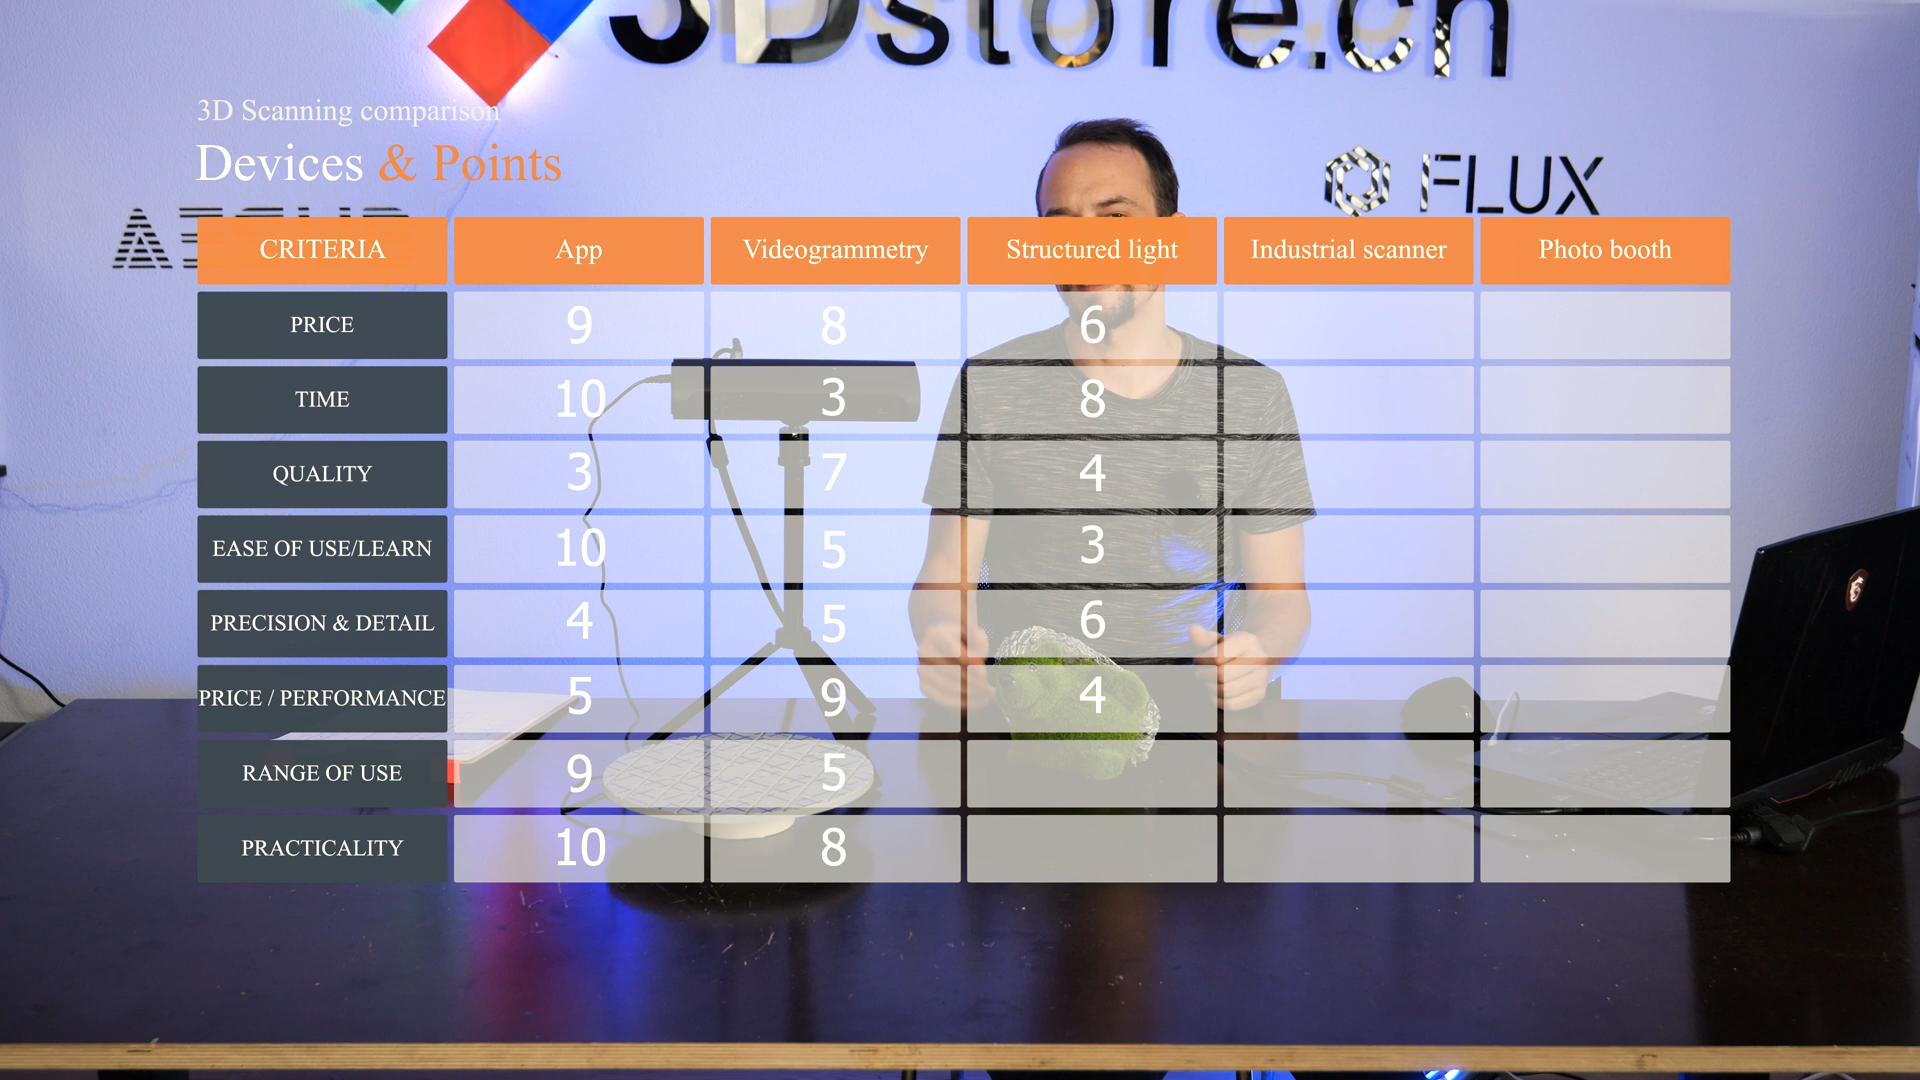 3Dstore.cn
3D Scanning comparison
Devices & Points
FLUX
CRITERIA App Videogrammetry Structured light Industrial scanner Photo booth
PRICE 9 8 6
TIME 10 3 8
QUALITY 3 7 4
EASE OF USE/LEARN 10 5 3
PRECISION & DETAIL 4 5 6
PRICE / PERFORMANCE 5 9 4
RANGE OF USE 9 5
PRACTICALITY 10 8